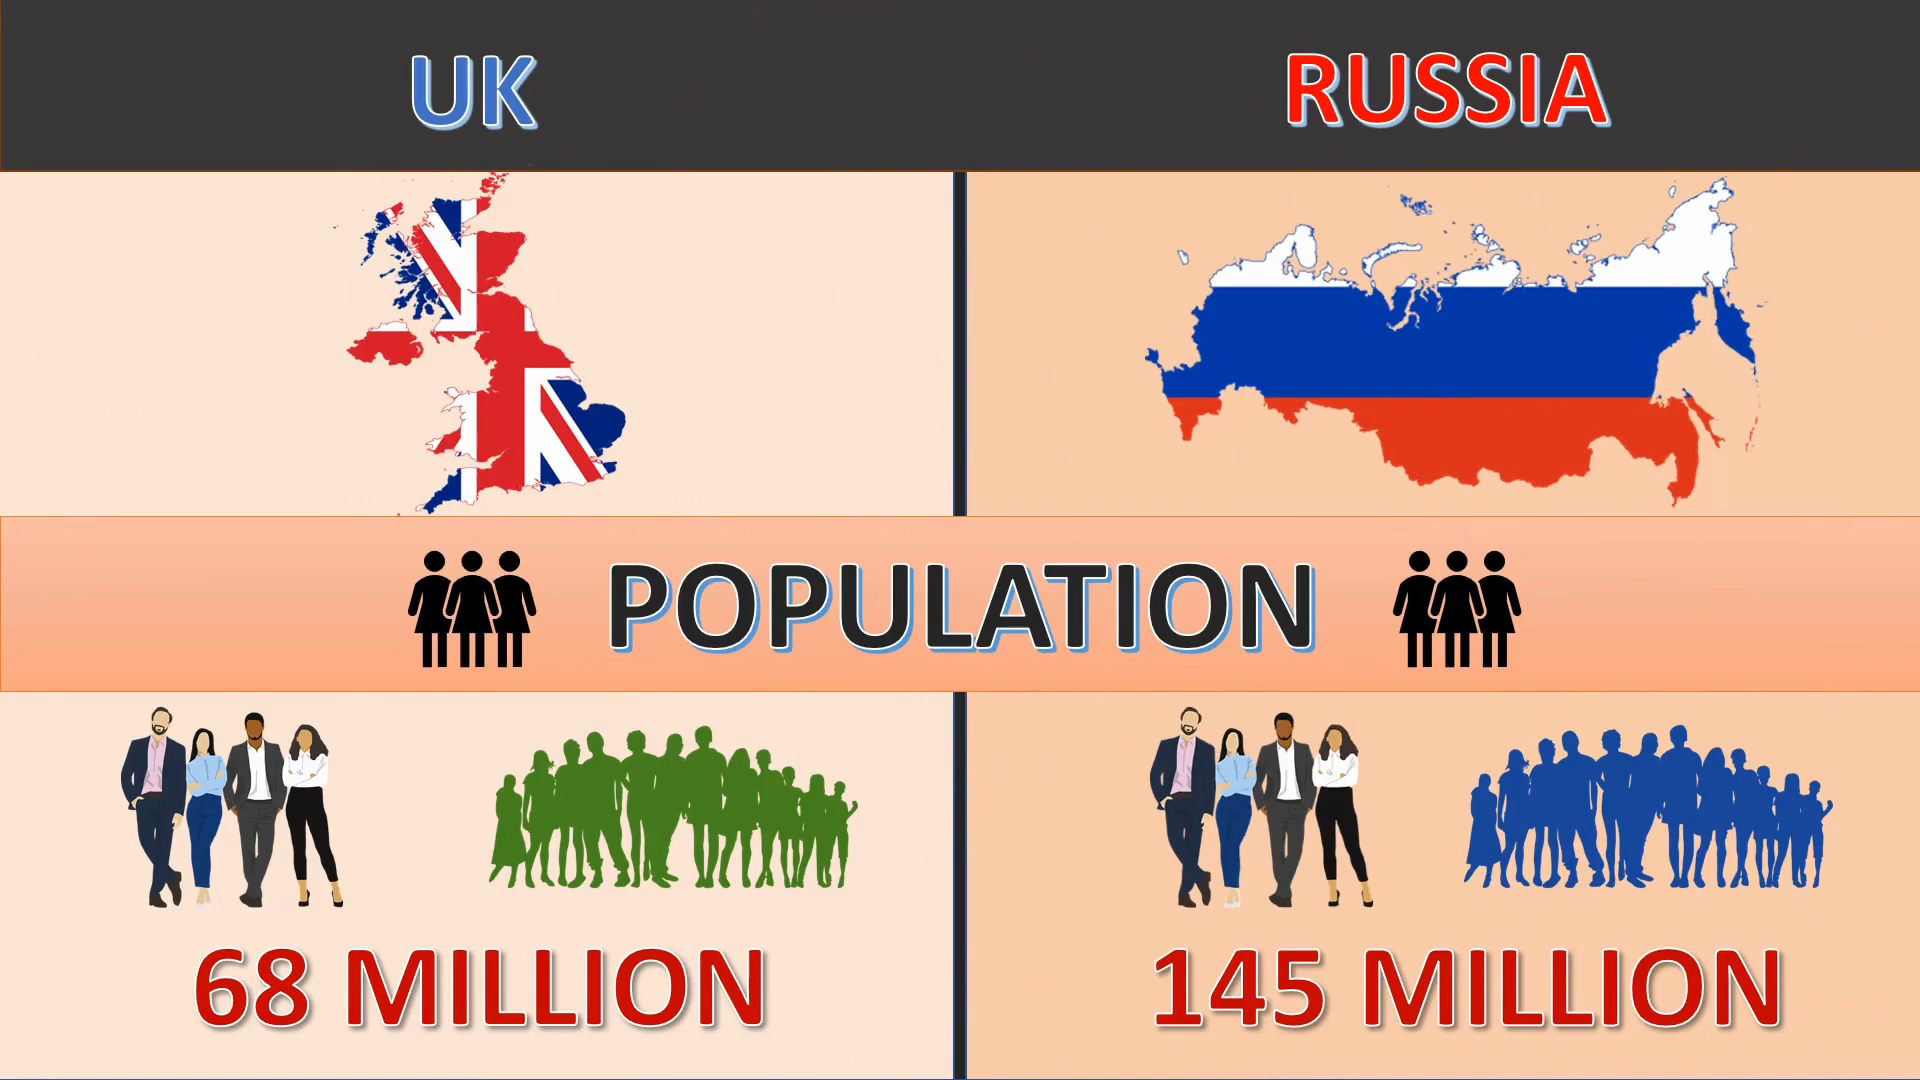 UK
RUSSIA
POPULATION
68 MILLION
145 MILLION